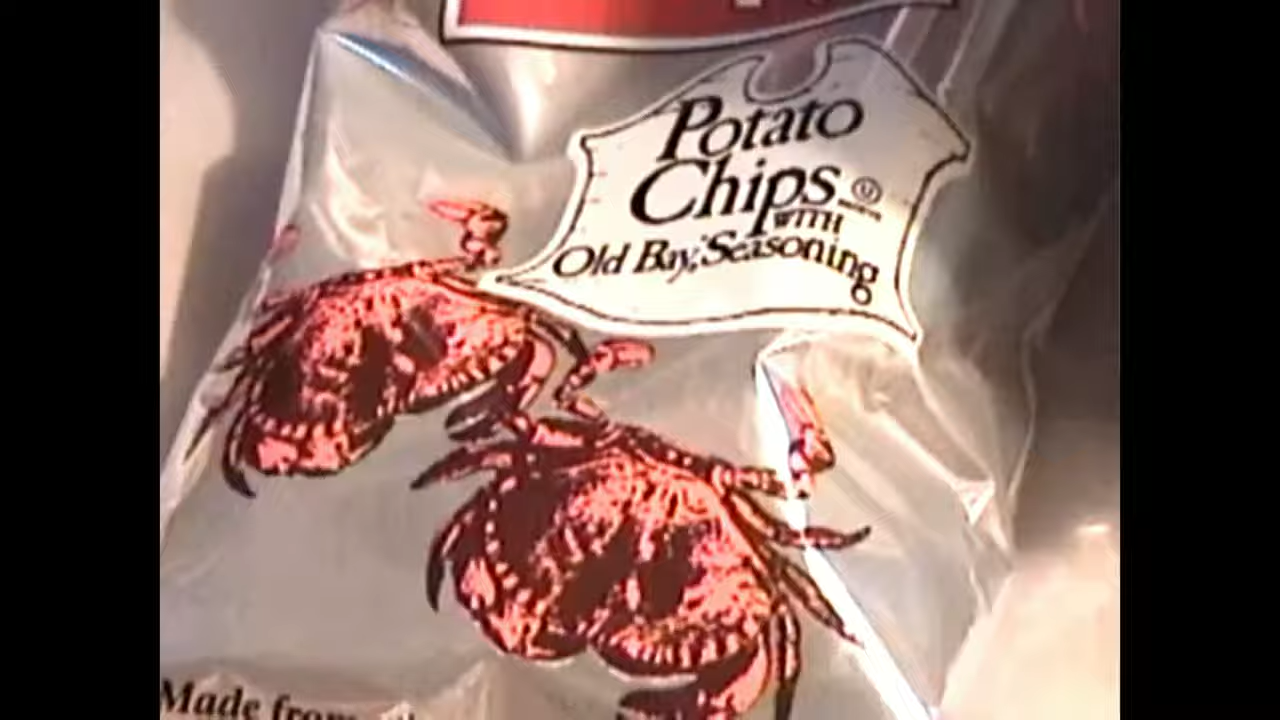 Potato
Chips
WITH
Old Bay, Seasoning
Made from